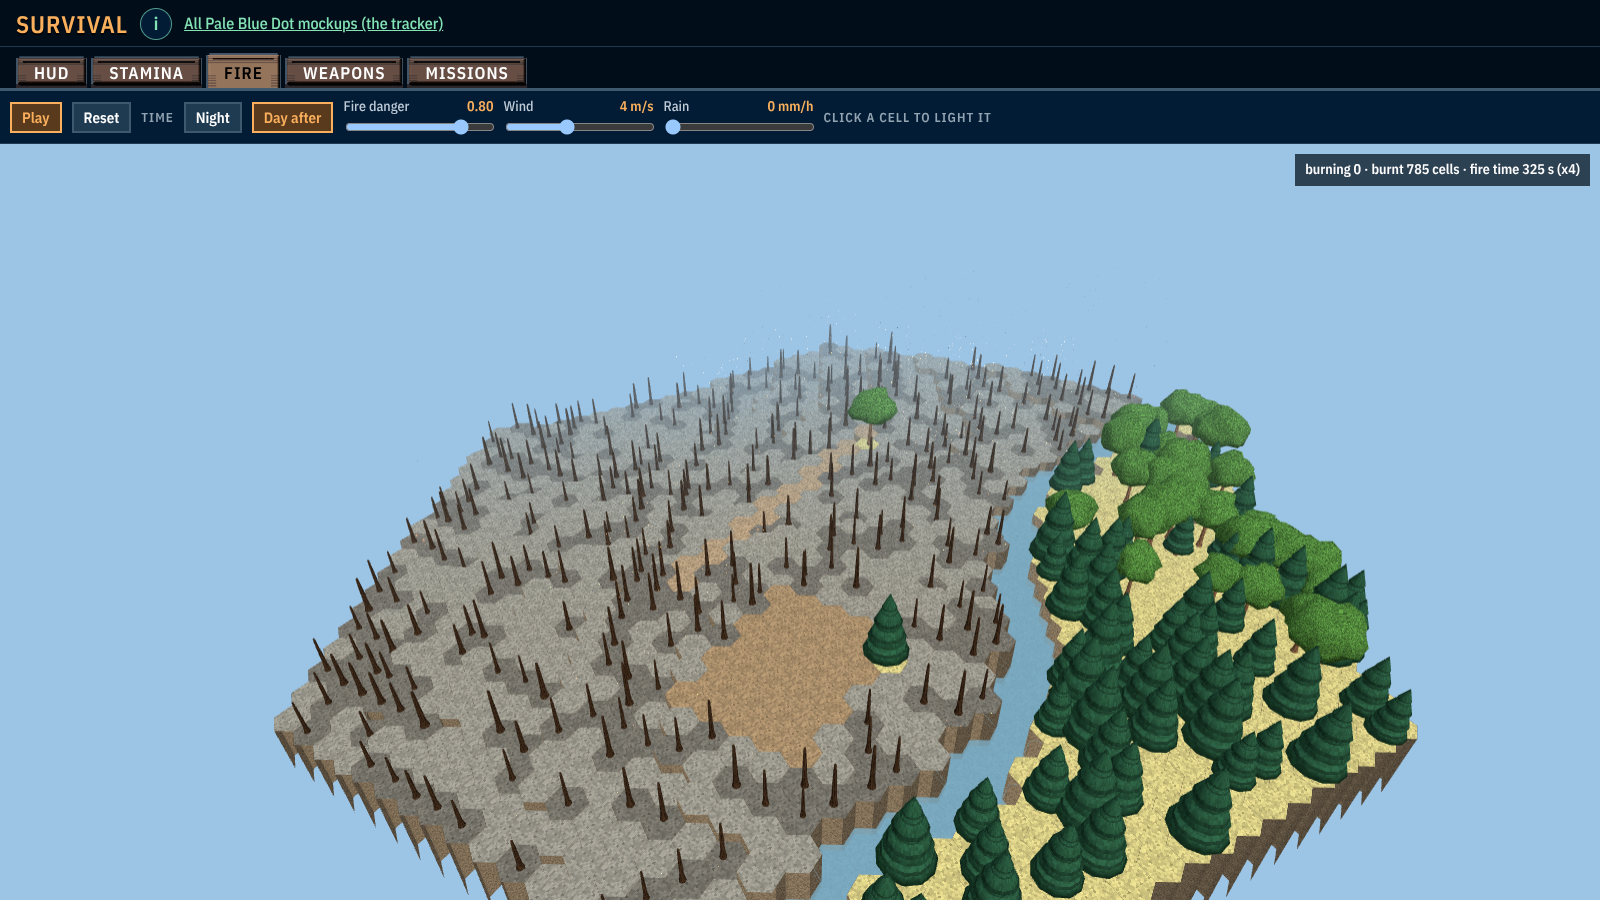 SURVIVAL i All Pale Blue Dot mockups (the tracker)
HUD STAMINA FIRE WEAPONS MISSIONS
Play Reset TIME Night Day after Fire danger 0.80 Wind 4 m/s Rain 0 mm/h CLICK A CELL TO LIGHT IT
burning 0 · burnt 785 cells · fire time 325 s (x4)